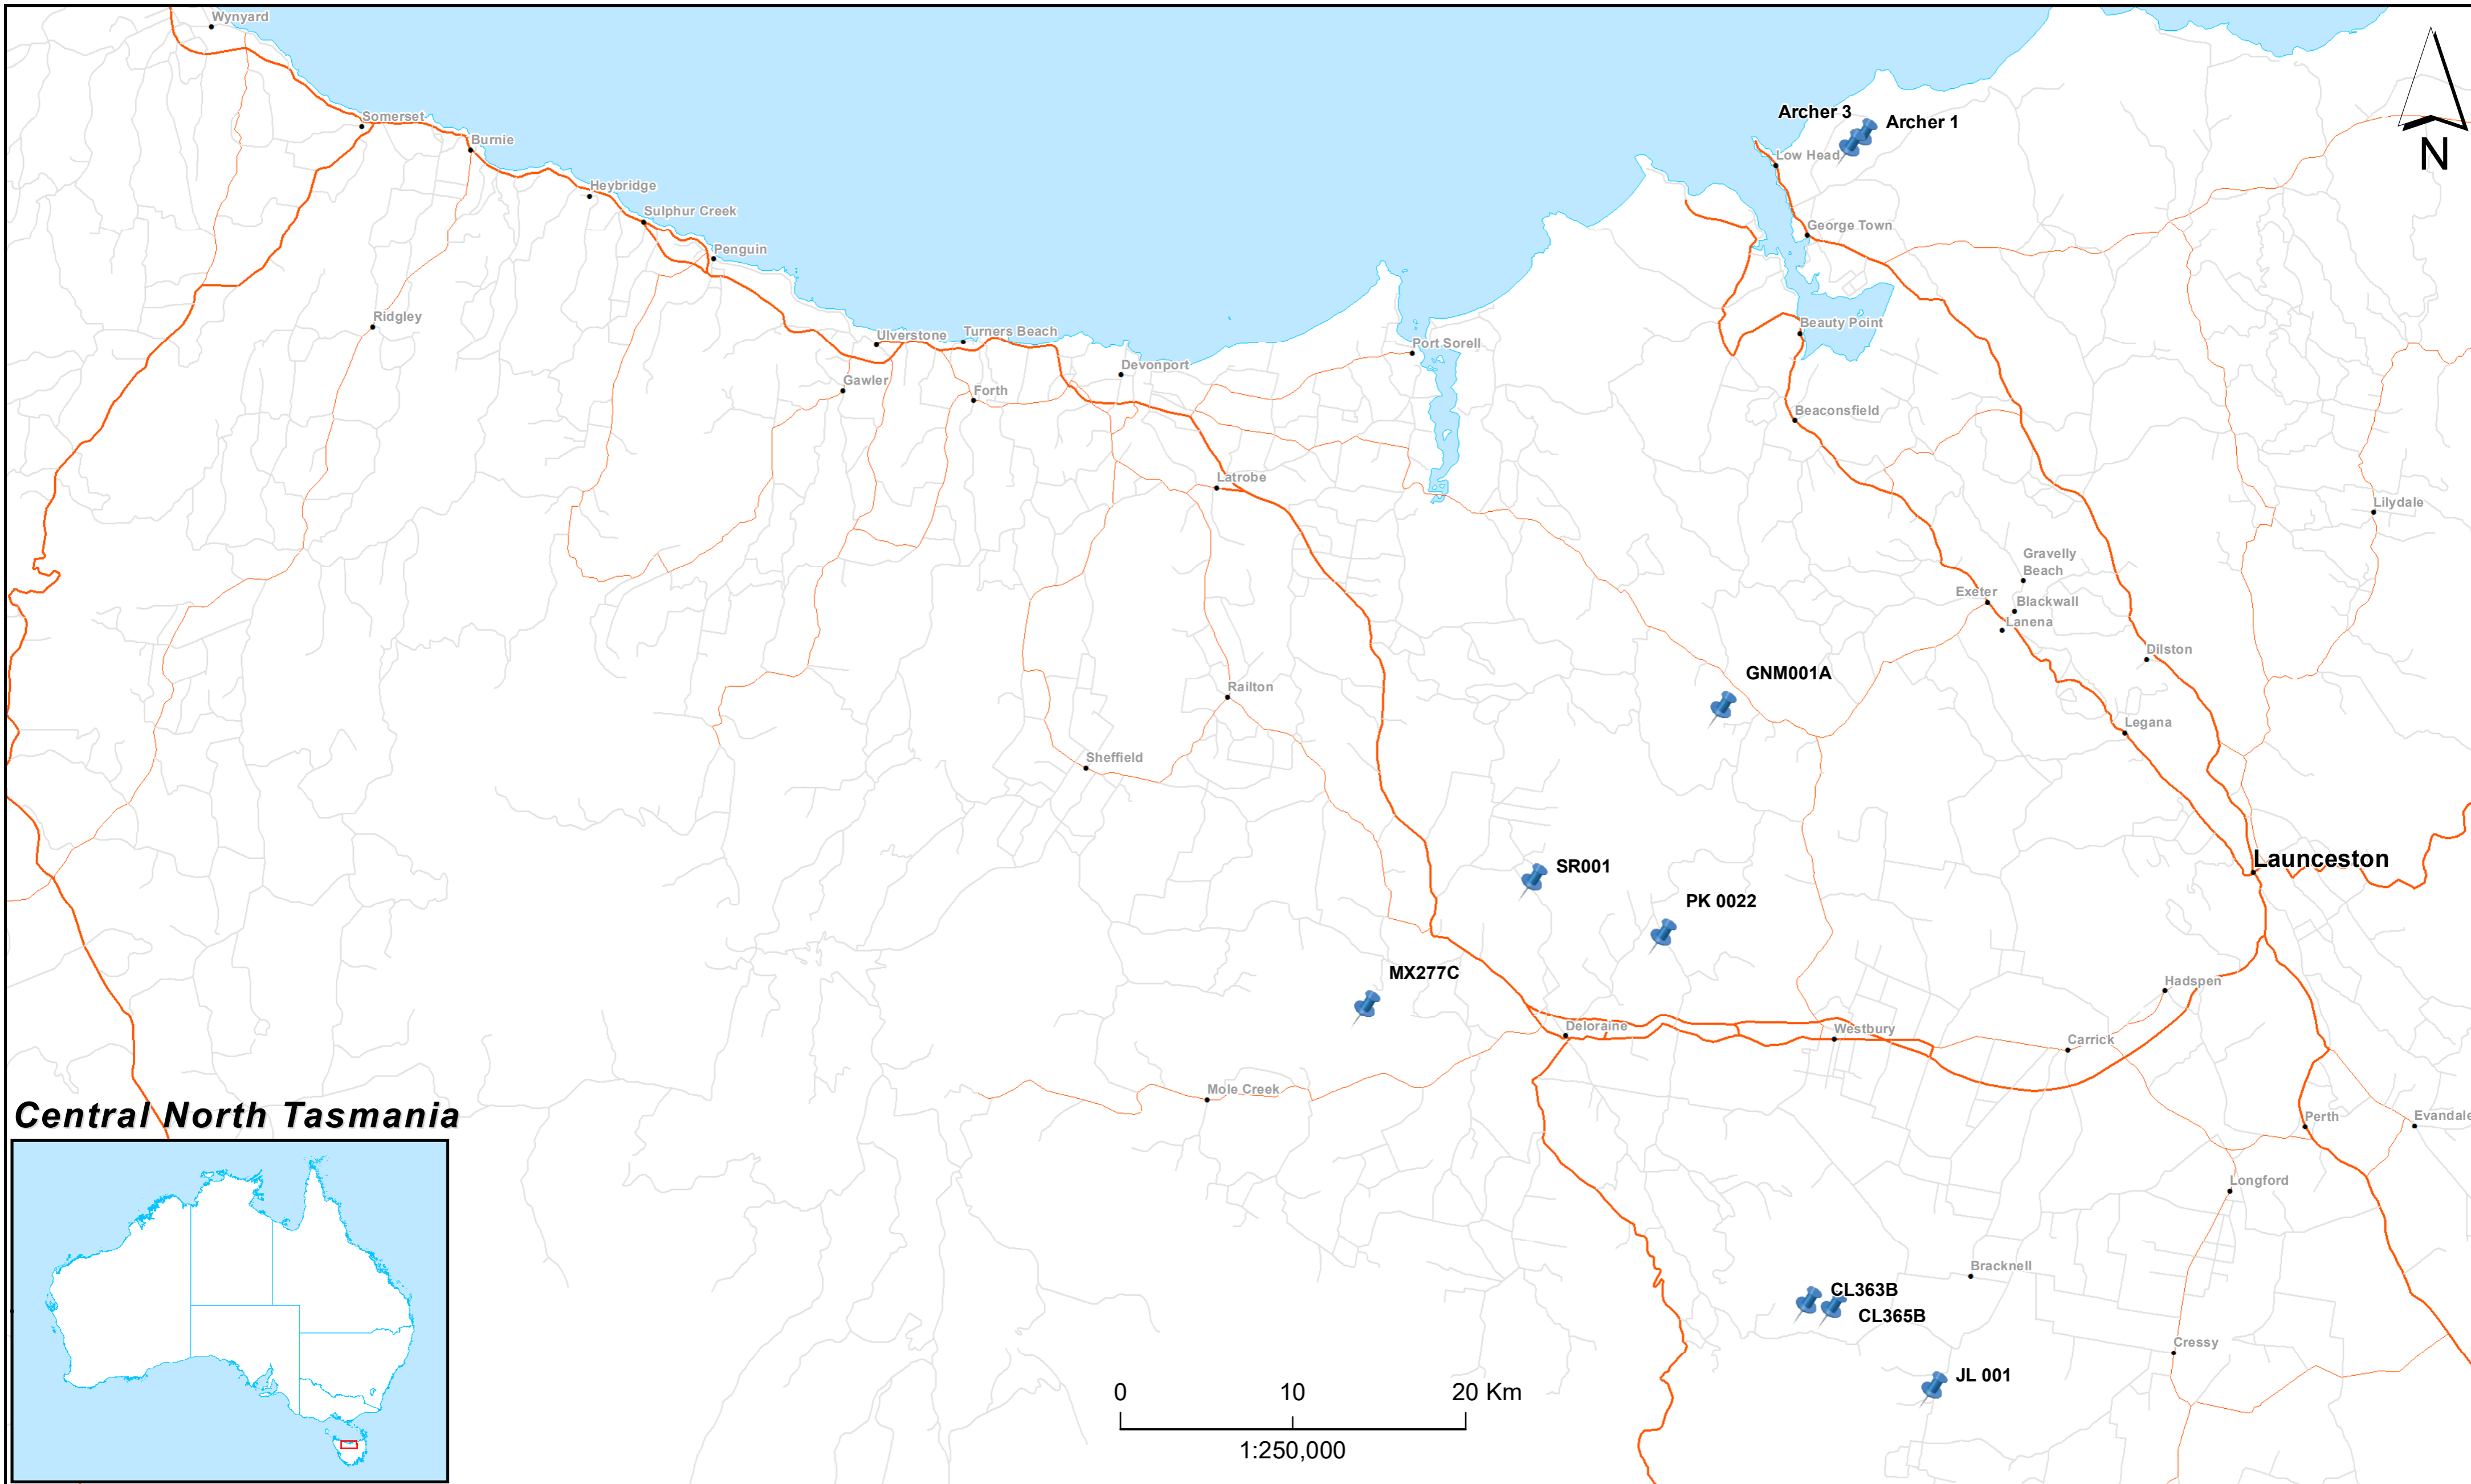 Wynyard
Somerset
Burnie
Heybridge
Sulphur Creek
Penguin
Ridgley
Ulverstone
Turners Beach
Gawler
Forth
Devonport
Port Sorell
Latrobe
Railton
Sheffield
Archer 3
Archer 1
Low Head
George Town
Beauty Point
Beaconsfield
N
Lilydale
Gravelly
Beach
Exeter
Blackwall
Lanena
Dilston
GNM001A
Legana
Launceston
SR001
PK 0022
MX277C
Hadspen
Deloraine
Westbury
Carrick
Mole Creek
Perth
Evandale
Longford
Bracknell
CL363B
CL365B
Cressy
JL 001
Central North Tasmania
0 10 20 Km
1:250,000